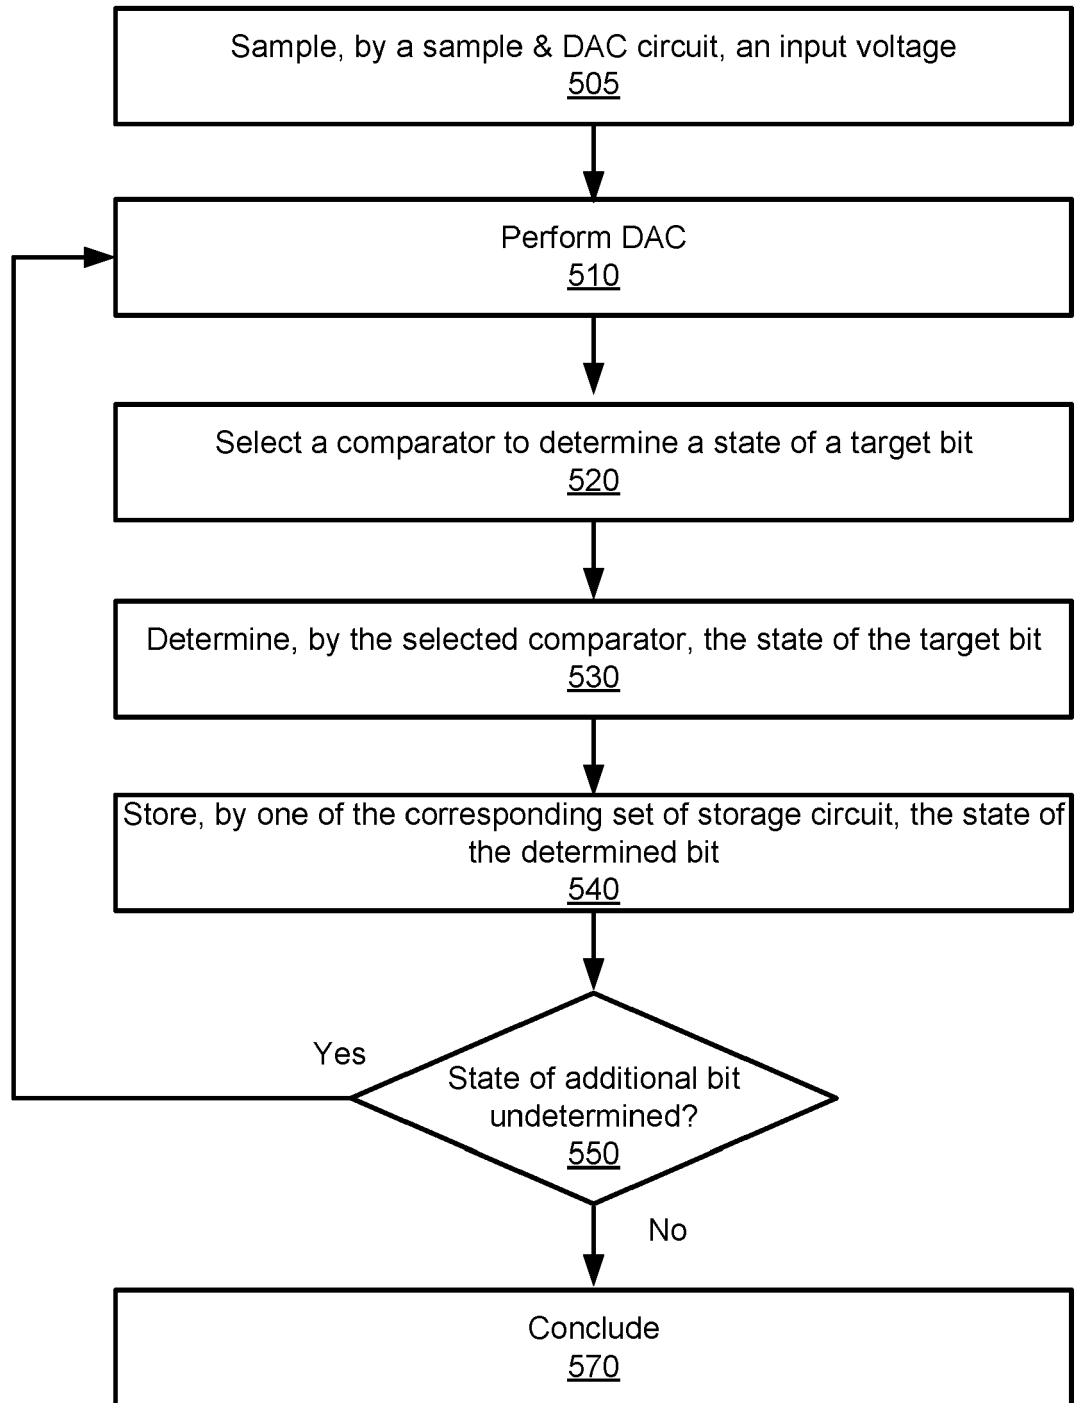 Sample, by a sample & DAC circuit, an input voltage
505
Perform DAC
510
Select a comparator to determine a state of a target bit
520
Determine, by the selected comparator, the state of the target bit
530
Store, by one of the corresponding set of storage circuit, the state of
the determined bit
540
Yes
State of additional bit
undetermined?
550
No
Conclude
570